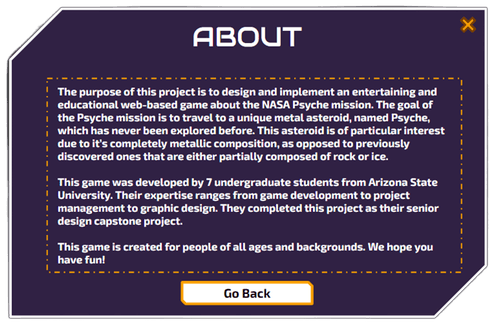 ABOUT
The purpose of this project is to design and implement an entertaining and
educational web-based game about the NASA Psyche mission. The goal of
the Psyche mission is to travel to a unique metal asteroid, named Psyche,
which has never been explored before. This asteroid is of particular interest
due to it's completely metallic composition, as opposed to previously
discovered ones that are either partially composed of rock or ice.
This game was developed by 7 undergraduate students from Arizona State
University. Their expertise ranges from game development to project
management to graphic design. They completed this project as their senior
design capstone project.
This game is created for people of all ages and backgrounds. We hope you
have fun!
Go Back